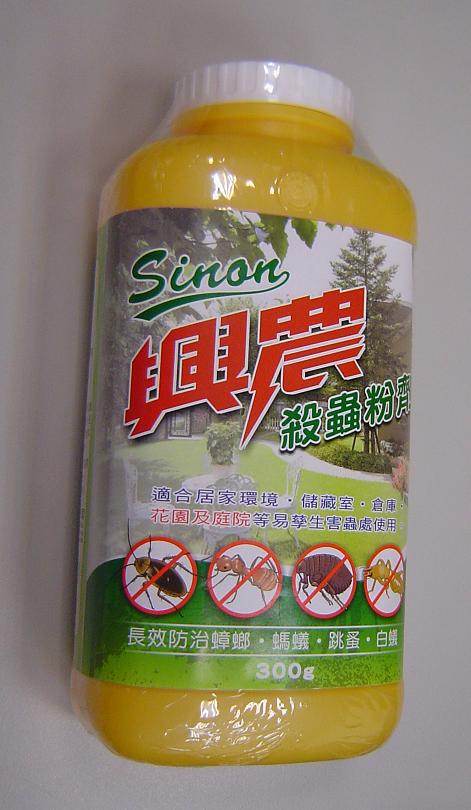 Sinon
興農
殺蟲粉劑
適合居家環境・儲藏室・倉庫・
花園及庭院等易孳生害蟲處使用
長效防治蟑螂・螞蟻・跳蚤・白蟻
300g